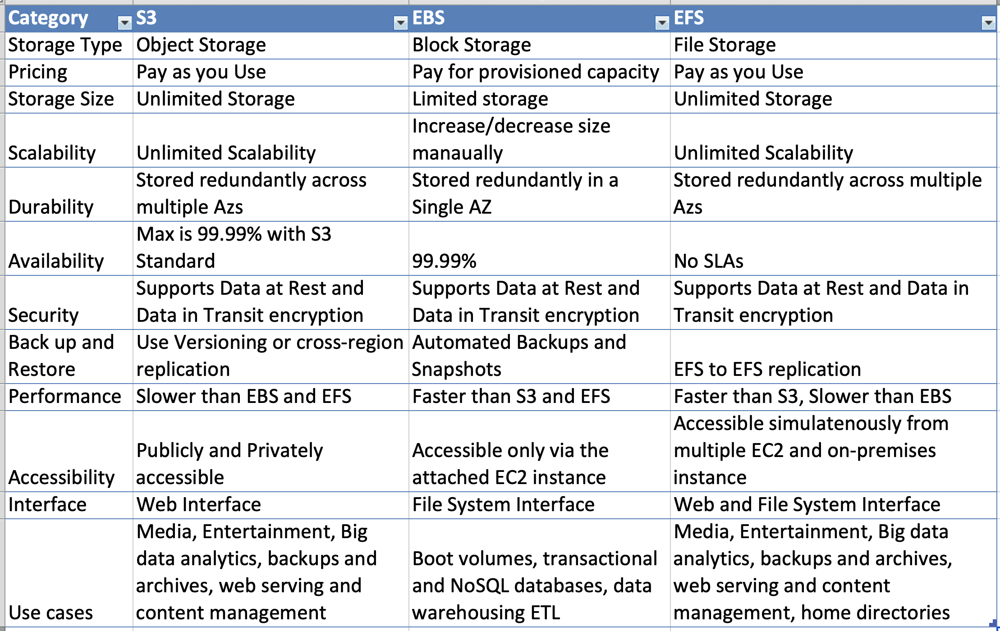 Category S3 EBS EFS
Storage Type Object Storage Block Storage File Storage
Pricing Pay as you Use Pay for provisioned capacity Pay as you Use
Storage Size Unlimited Storage Limited storage Unlimited Storage
Scalability
Unlimited Scalability
Increase/decrease size
manaually
Unlimited Scalability
Durability
Stored redundantly across
multiple Azs
Stored redundantly in a
Single AZ
Stored redundantly across multiple
Azs
Availability
Max is 99.99% with S3
Standard
99.99%
No SLAs
Security
Supports Data at Rest and
Data in Transit encryption
Supports Data at Rest and
Data in Transit encryption
Supports Data at Rest and Data in
Transit encryption
Back up and
Restore
Use Versioning or cross-region
replication
Automated Backups and
Snapshots
EFS to EFS replication
Performance Slower than EBS and EFS Faster than S3 and EFS Faster than S3, Slower than EBS
Accessibility
Publicly and Privately
accessible
Accessible only via the
attached EC2 instance
Accessible simulatenously from
multiple EC2 and on-premises
instance
Interface Web Interface File System Interface Web and File System Interface
Use cases
Media, Entertainment, Big
data analytics, backups and
archives, web serving and
content management
Boot volumes, transactional
and NoSQL databases, data
warehousing ETL
Media, Entertainment, Big data
analytics, backups and archives,
web serving and content
management, home directories